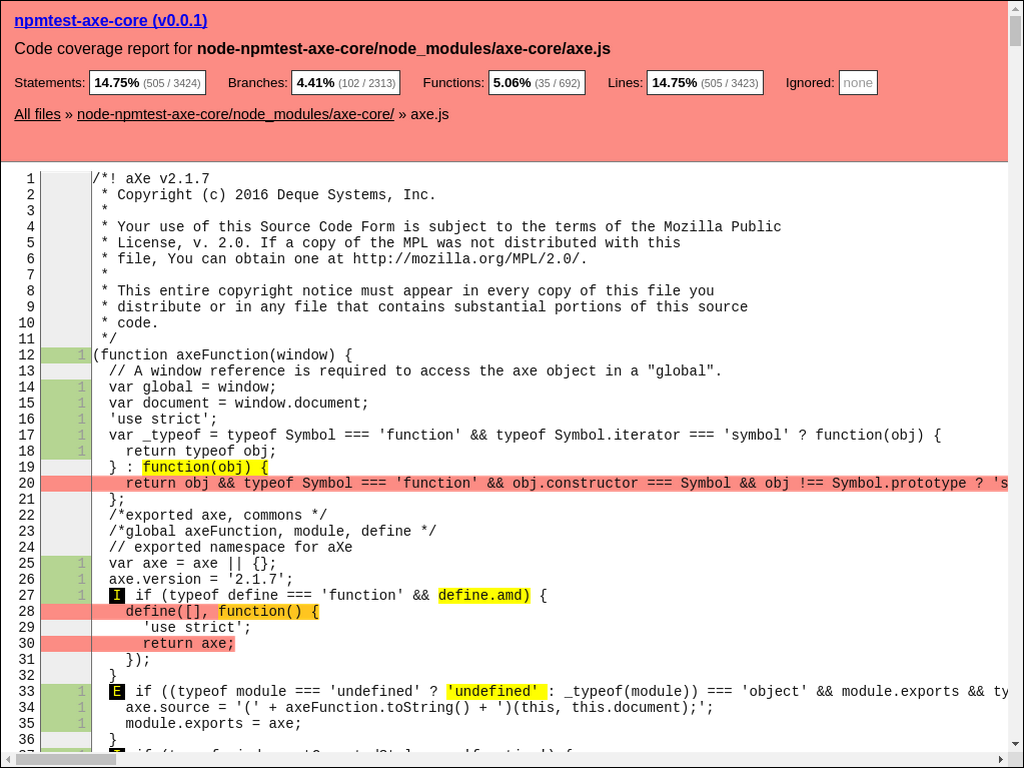 npmtest-axe-core (v0.0.1)
Code coverage report for node-npmtest-axe-core/node_modules/axe-core/axe.js
Statements: 14.75% (505 / 3424) Branches: 4.41% (102 / 2313) Functions: 5.06% (35 / 692) Lines: 14.75% (505 / 3423) Ignored: none
All files » node-npmtest-axe-core/node_modules/axe-core/ » axe.js
1 /*! aXe v2.1.7
2  * Copyright (c) 2016 Deque Systems, Inc.
3  *
4  * Your use of this Source Code Form is subject to the terms of the Mozilla Public
5  * License, v. 2.0. If a copy of the MPL was not distributed with this
6  * file, You can obtain one at http://mozilla.org/MPL/2.0/.
7  *
8  * This entire copyright notice must appear in every copy of this file you
9  * distribute or in any file that contains substantial portions of this source
10  * code.
11  */
12 1 (function axeFunction(window) {
13   // A window reference is required to access the axe object in a "global".
14 1   var global = window;
15 1   var document = window.document;
16 1   'use strict';
17 1   var _typeof = typeof Symbol === 'function' && typeof Symbol.iterator === 'symbol' ? function(obj) {
18 1     return typeof obj;
19   } : function(obj) {
20     return obj && typeof Symbol === 'function' && obj.constructor === Symbol && obj !== Symbol.prototype ? 's
21   };
22   /*exported axe, commons */
23   /*global axeFunction, module, define */
24   // exported namespace for aXe
25 1   var axe = axe || {};
26 1   axe.version = '2.1.7';
27 1   I if (typeof define === 'function' && define.amd) {
28     define([], function() {
29       'use strict';
30       return axe;
31     });
32   }
33 1   E if ((typeof module === 'undefined' ? 'undefined' : _typeof(module)) === 'object' && module.exports && ty
34 1     axe.source = '(' + axeFunction.toString() + ')(this, this.document);';
35 1     module.exports = axe;
36   }